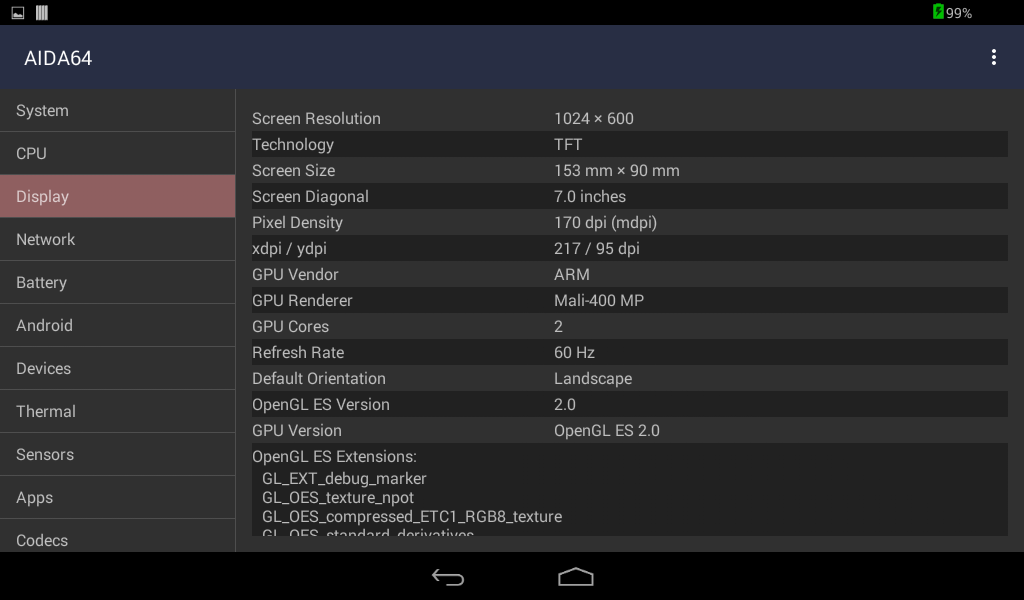 99%
AIDA64
System
CPU
Display
Network
Battery
Android
Devices
Thermal
Sensors
Apps
Codecs
Screen Resolution 1024 × 600
Technology TFT
Screen Size 153 mm × 90 mm
Screen Diagonal 7.0 inches
Pixel Density 170 dpi (mdpi)
xdpi / ydpi 217 / 95 dpi
GPU Vendor ARM
GPU Renderer Mali-400 MP
GPU Cores 2
Refresh Rate 60 Hz
Default Orientation Landscape
OpenGL ES Version 2.0
GPU Version OpenGL ES 2.0
OpenGL ES Extensions:
GL_EXT_debug_marker
GL_OES_texture_npot
GL_OES_compressed_ETC1_RGB8_texture
GL_OES_standard_derivatives